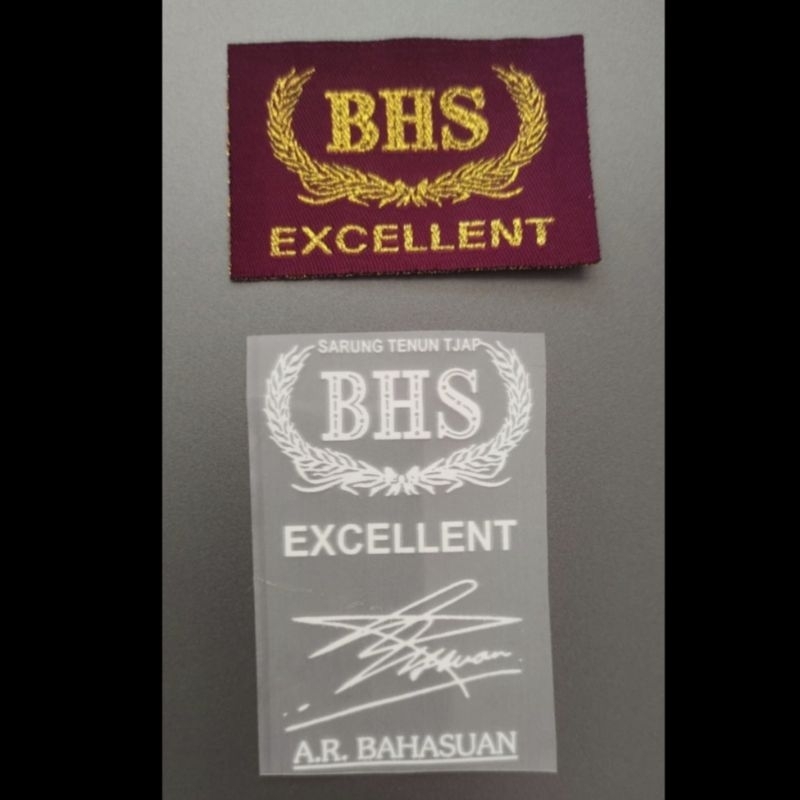 BHS
EXCELLENT
SARUNG TENUN TJAP
BHS
EXCELLENT
A.R. BAHASUAN